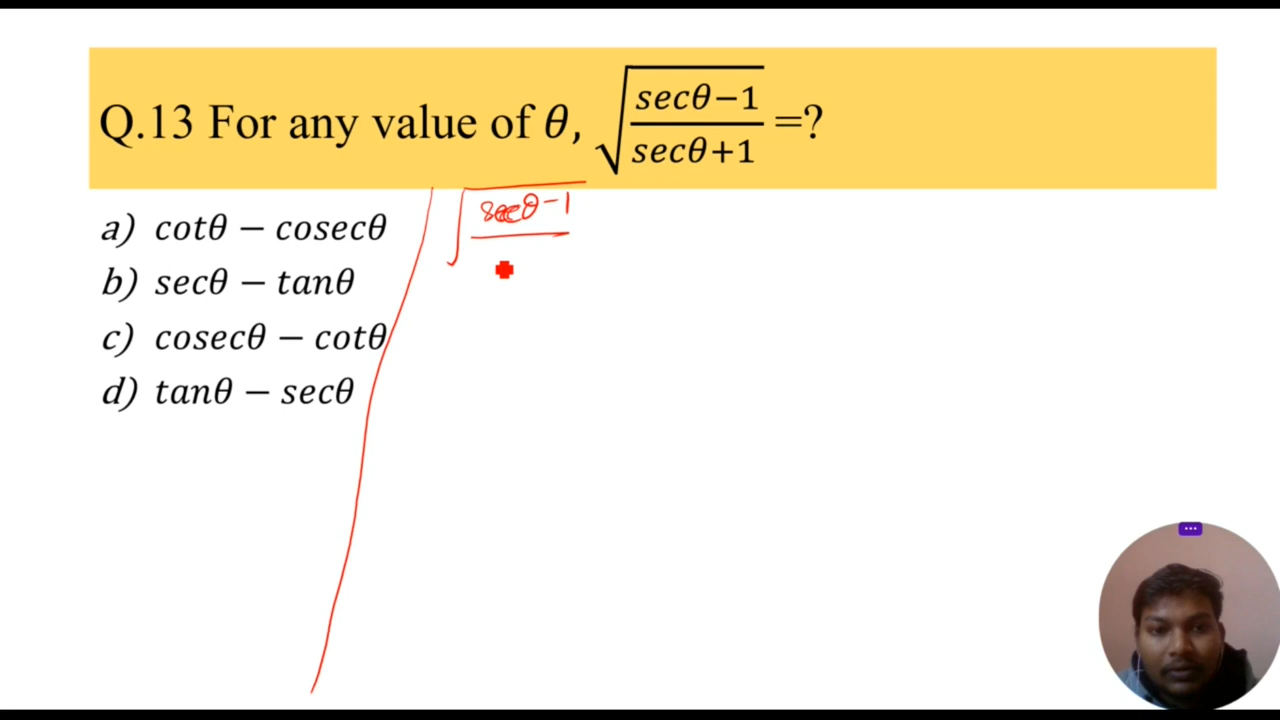 Q.13 For any value of θ, √((secθ−1)/(secθ+1)) =?
a) cotθ − cosecθ
b) secθ − tanθ
c) cosecθ − cotθ
d) tanθ − secθ
√(secθ−1